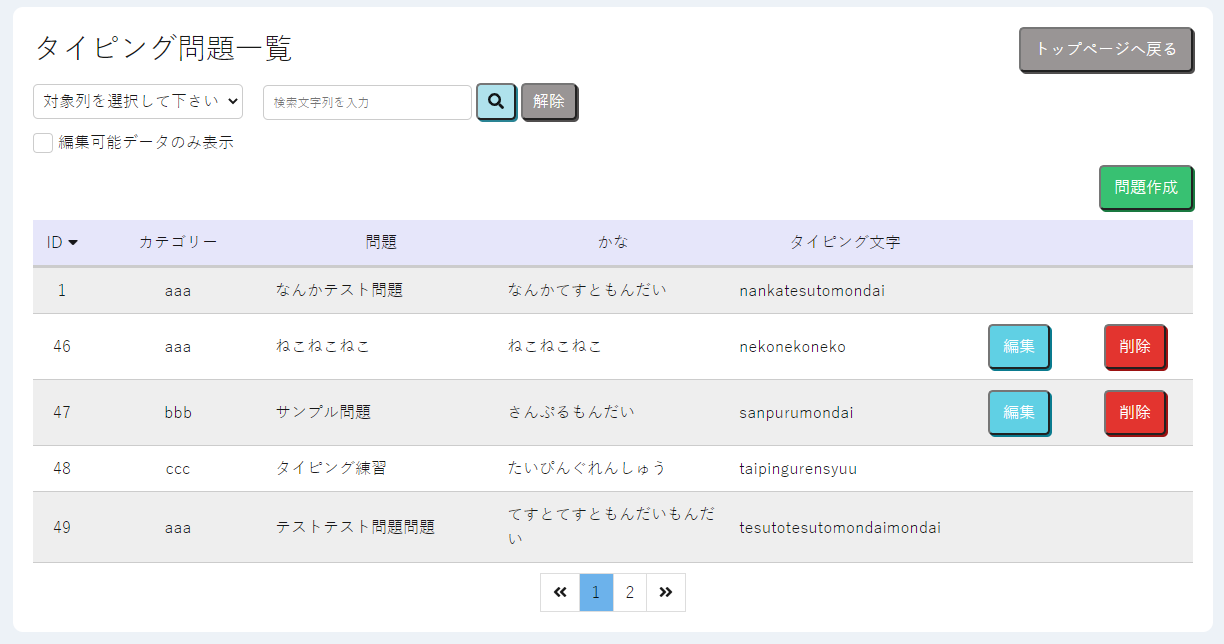 タイピング問題一覧
トップページへ戻る
対象列を選択して下さい 検索文字列を入力 解除
編集可能データのみ表示
問題作成
ID カテゴリー 問題 かな タイピング文字
1 aaa なんかテスト問題 なんかてすともんだい nankatesutomondai
46 aaa ねこねこねこ ねこねこねこ nekonekoneko 編集 削除
47 bbb サンプル問題 さんぷるもんだい sanpurumondai 編集 削除
48 ccc タイピング練習 たいぴんぐれんしゅう taipingurensyuu
49 aaa テストテスト問題問題 てすとてすともんだいもんだ
い tesutotesutomondaimondai
« 1 2 »